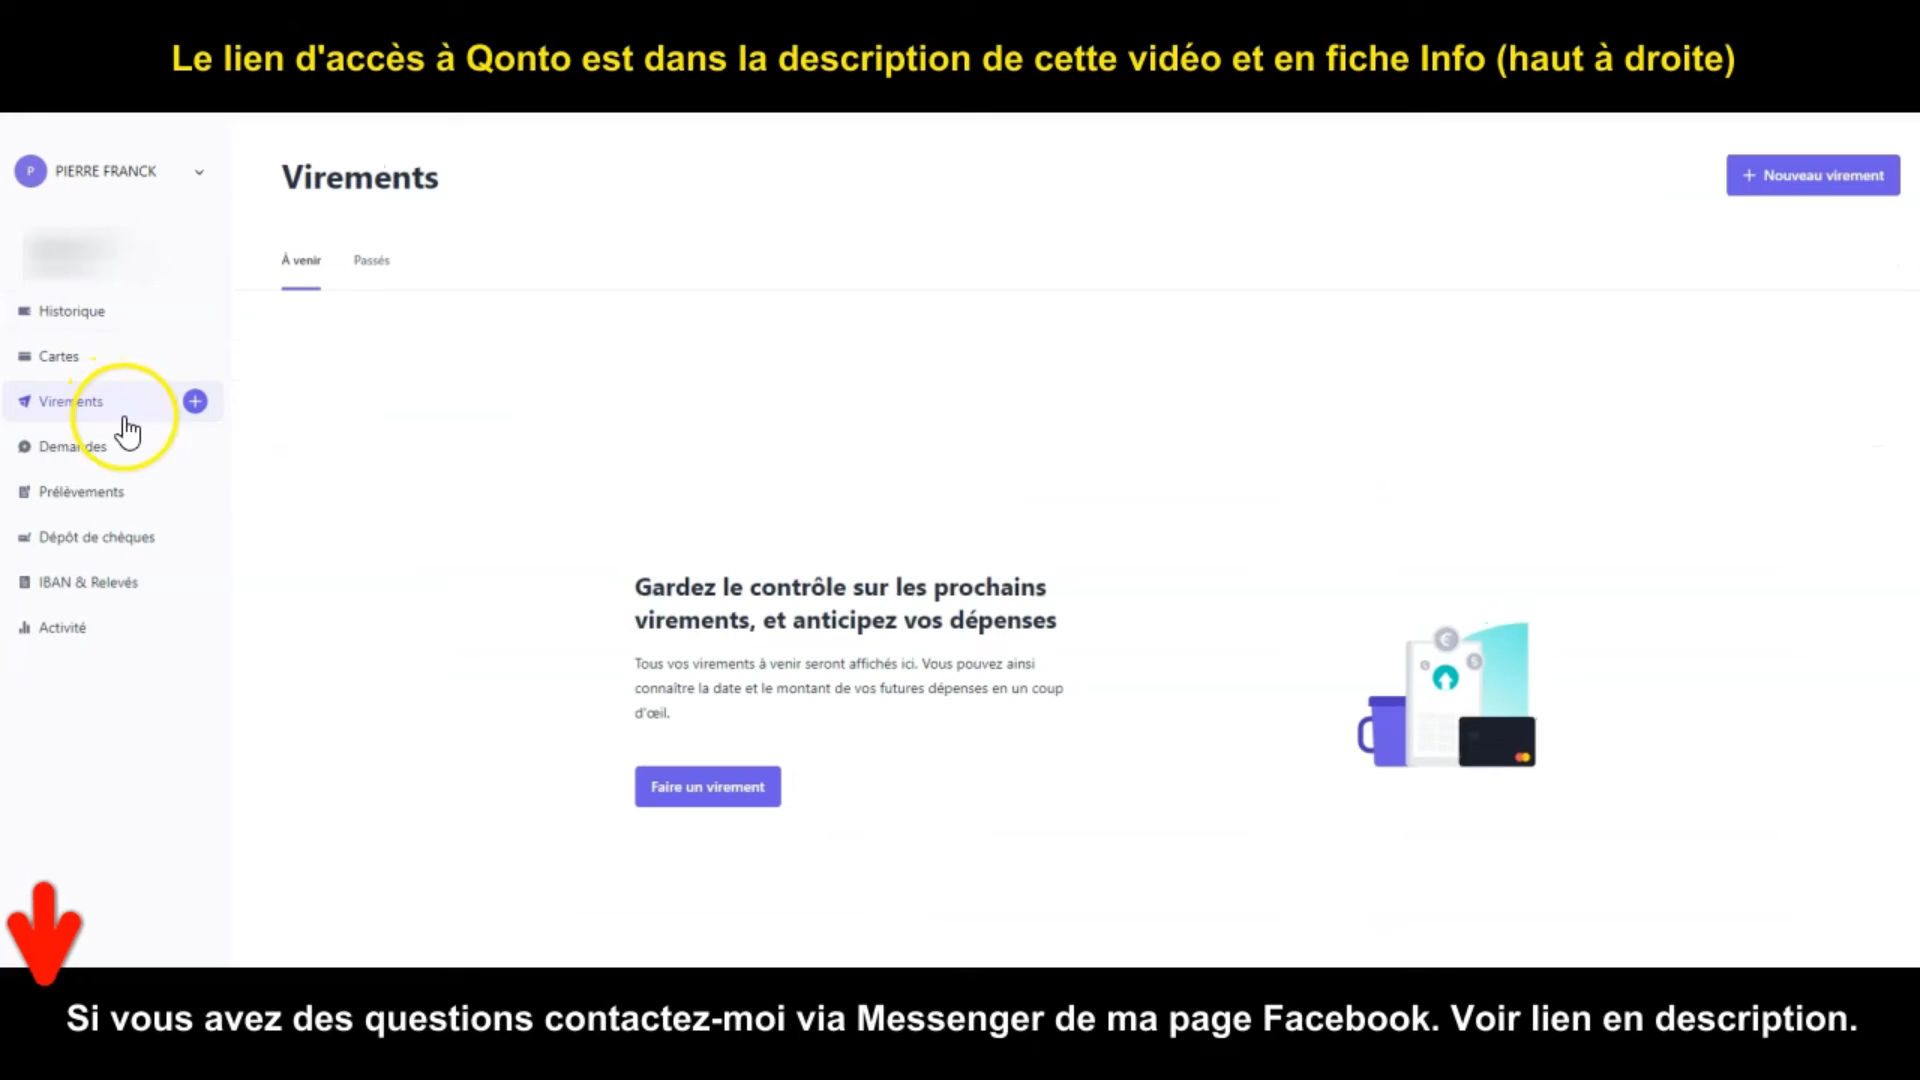 Le lien d'accès à Qonto est dans la description de cette vidéo et en fiche Info (haut à droite)
P PIERRE FRANCK
Virements
+ Nouveau virement
À venir Passés
Historique
Cartes
Virements
Demandes
Prélèvements
Dépôt de chèques
IBAN & Relevés
Activité
Gardez le contrôle sur les prochains
virements, et anticipez vos dépenses
Tous vos virements à venir seront affichés ici. Vous pouvez ainsi
connaître la date et le montant de vos futures dépenses en un coup
d'œil.
Faire un virement
Si vous avez des questions contactez-moi via Messenger de ma page Facebook. Voir lien en description.